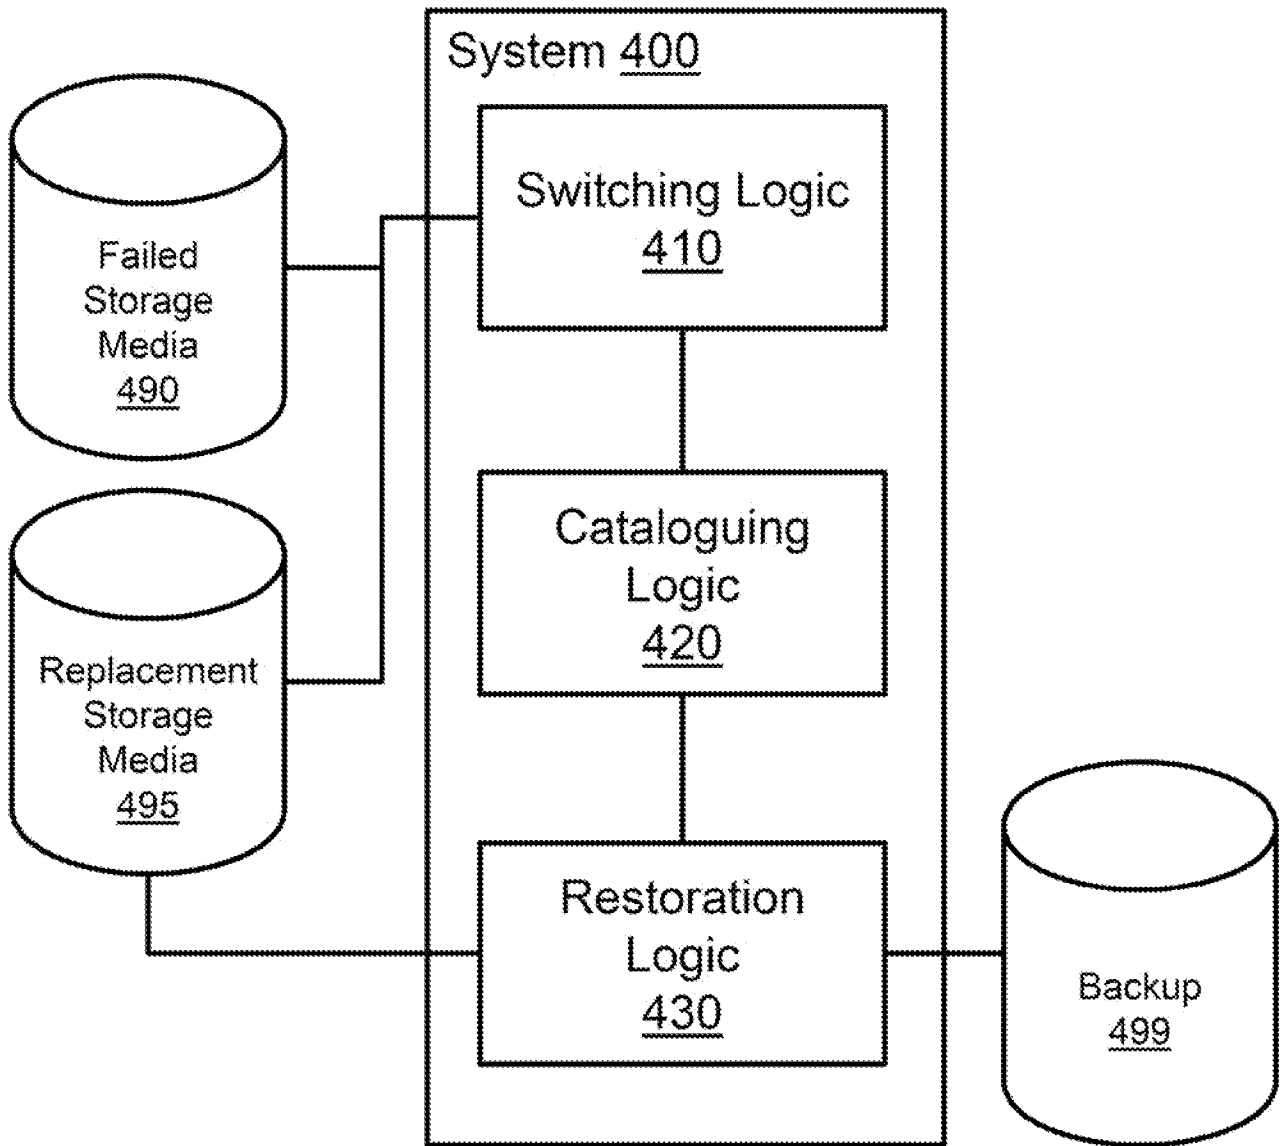 System 400
Switching Logic
410
Failed
Storage
Media
490
Cataloguing
Logic
420
Replacement
Storage
Media
495
Restoration
Logic
430
Backup
499